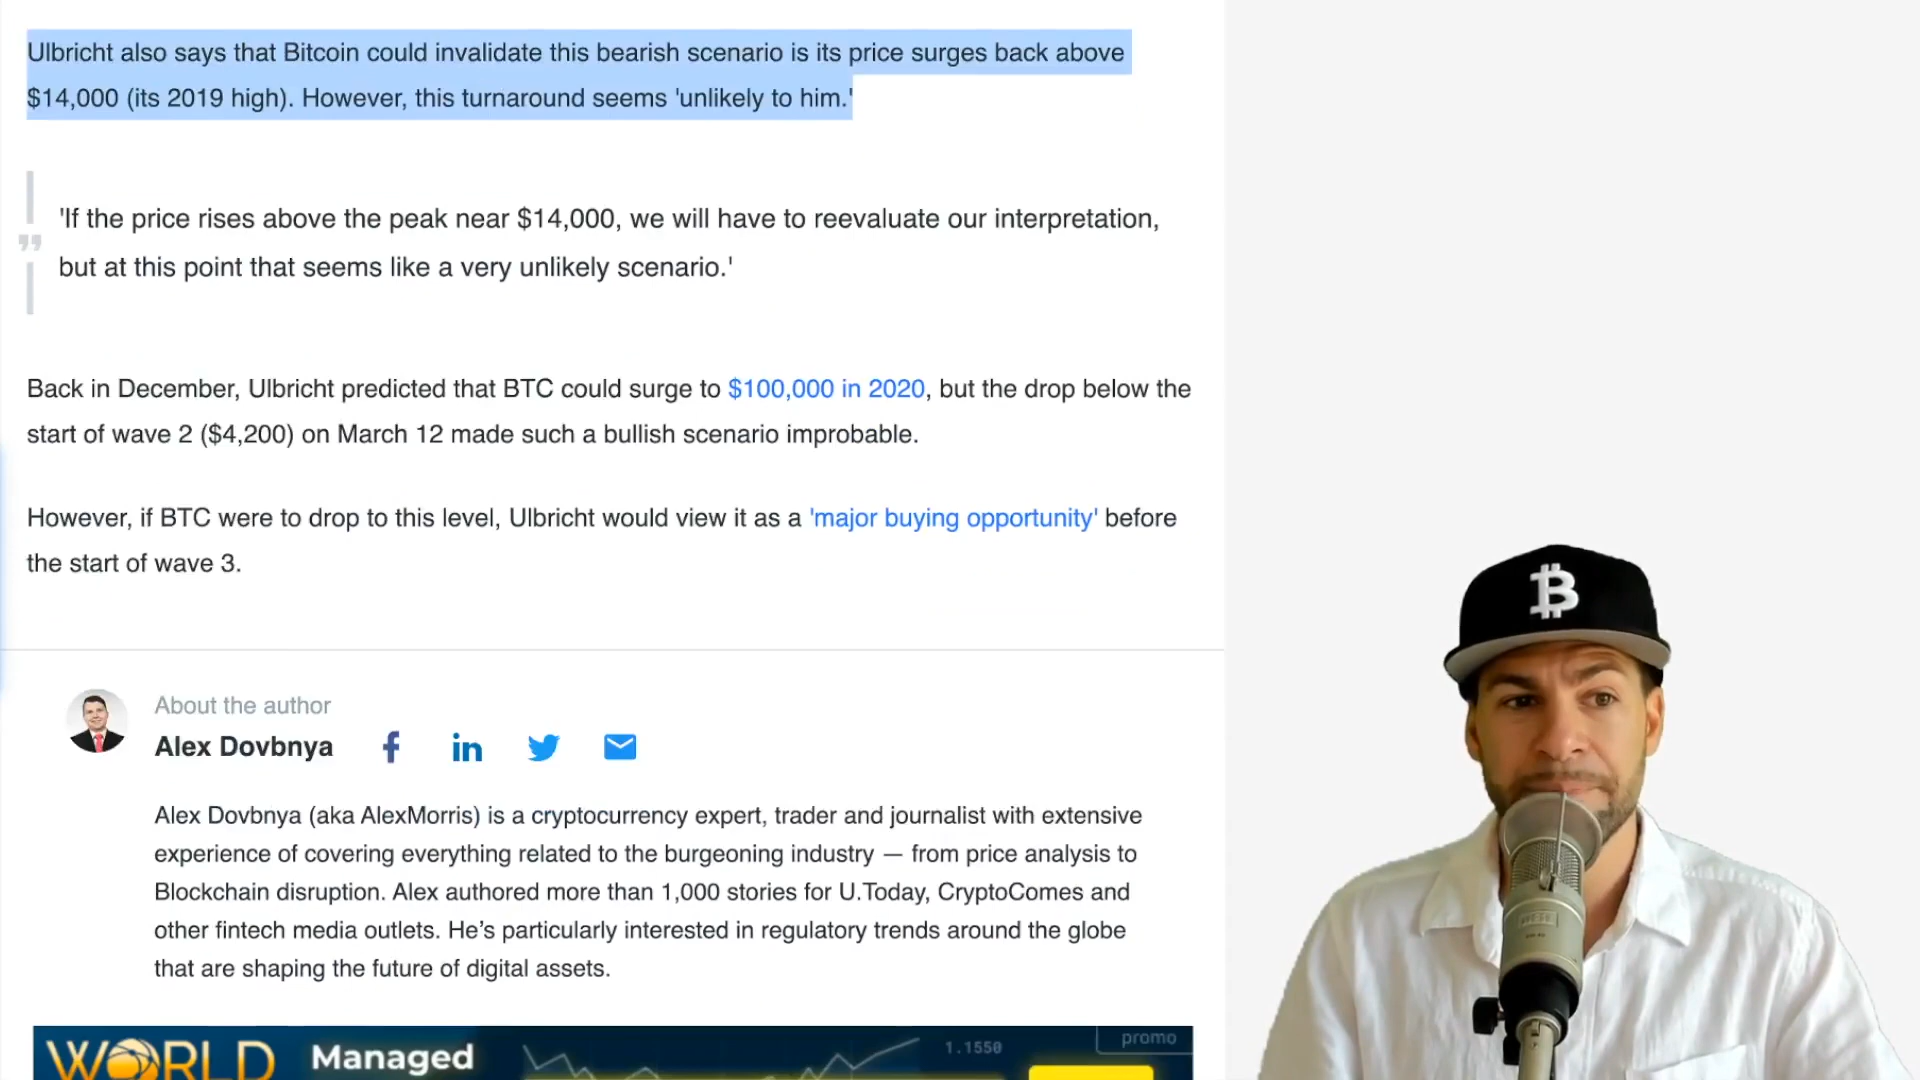 Ulbricht also says that Bitcoin could invalidate this bearish scenario is its price surges back above
$14,000 (its 2019 high). However, this turnaround seems 'unlikely to him.'
'If the price rises above the peak near $14,000, we will have to reevaluate our interpretation,
but at this point that seems like a very unlikely scenario.'
Back in December, Ulbricht predicted that BTC could surge to $100,000 in 2020, but the drop below the
start of wave 2 ($4,200) on March 12 made such a bullish scenario improbable.
However, if BTC were to drop to this level, Ulbricht would view it as a 'major buying opportunity' before
the start of wave 3.
About the author
Alex Dovbnya
Alex Dovbnya (aka AlexMorris) is a cryptocurrency expert, trader and journalist with extensive
experience of covering everything related to the burgeoning industry — from price analysis to
Blockchain disruption. Alex authored more than 1,000 stories for U.Today, CryptoComes and
other fintech media outlets. He’s particularly interested in regulatory trends around the globe
that are shaping the future of digital assets.
WORLD Managed 1.1550 promo